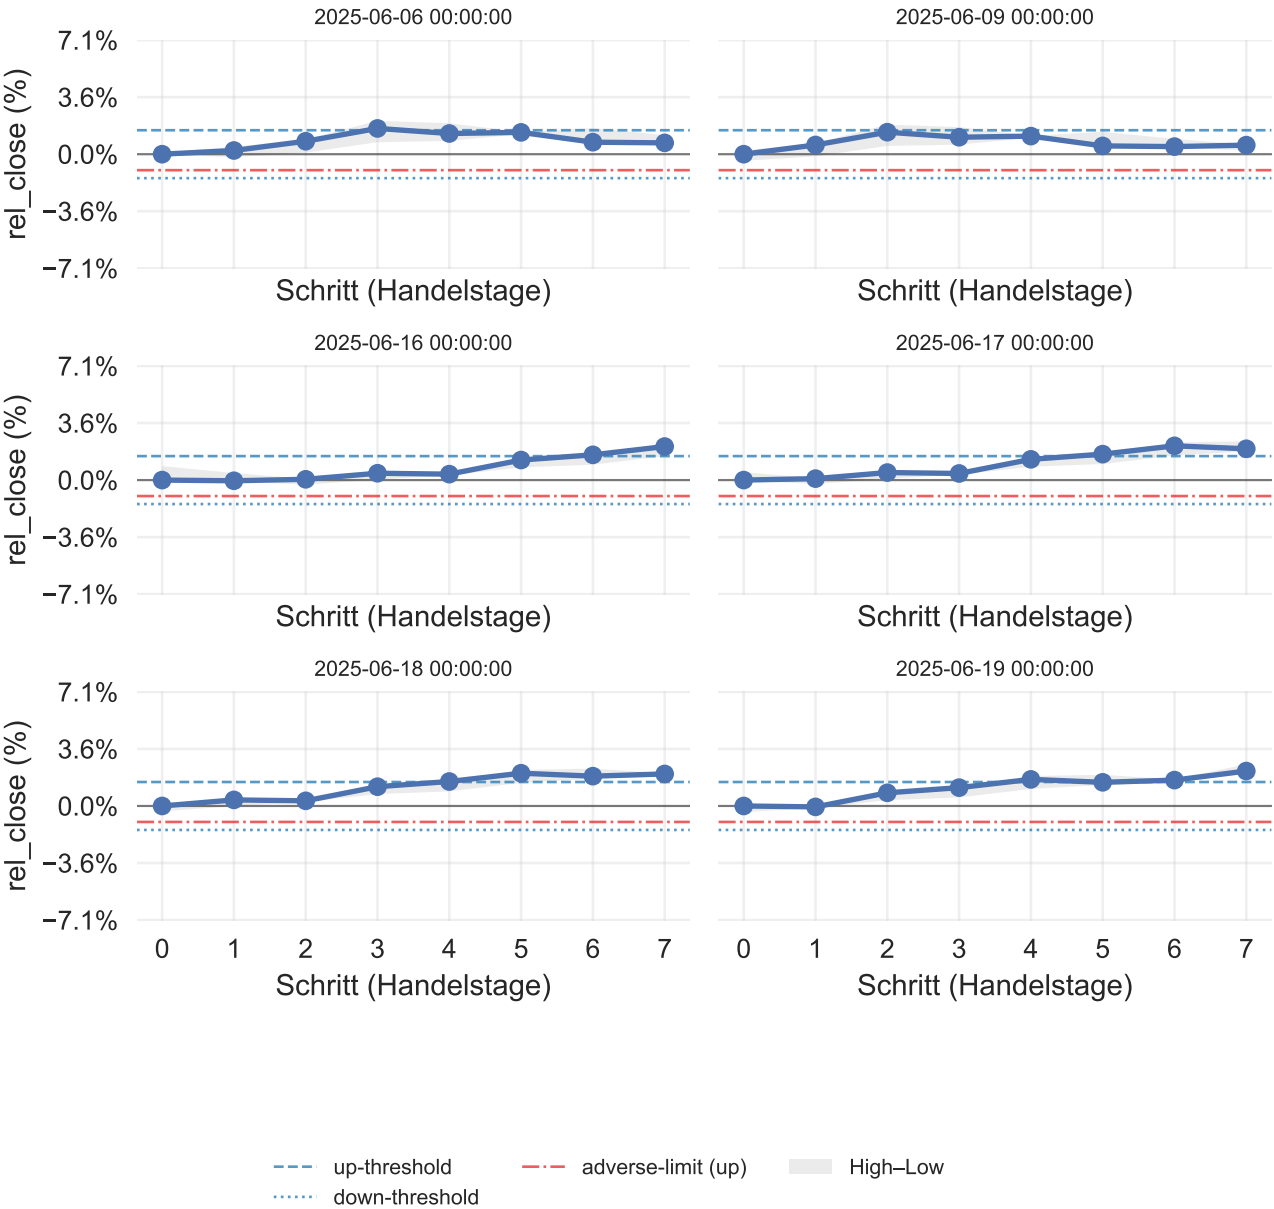 2025-06-06 00:00:00
2025-06-09 00:00:00
7.1%
3.6%
0.0%
−3.6%
−7.1%
rel_close (%)
Schritt (Handelstage)
Schritt (Handelstage)
2025-06-16 00:00:00
2025-06-17 00:00:00
7.1%
3.6%
0.0%
−3.6%
−7.1%
rel_close (%)
Schritt (Handelstage)
Schritt (Handelstage)
2025-06-18 00:00:00
2025-06-19 00:00:00
7.1%
3.6%
0.0%
−3.6%
−7.1%
rel_close (%)
0 1 2 3 4 5 6 7
0 1 2 3 4 5 6 7
Schritt (Handelstage)
Schritt (Handelstage)
up-threshold
down-threshold
adverse-limit (up)
High–Low